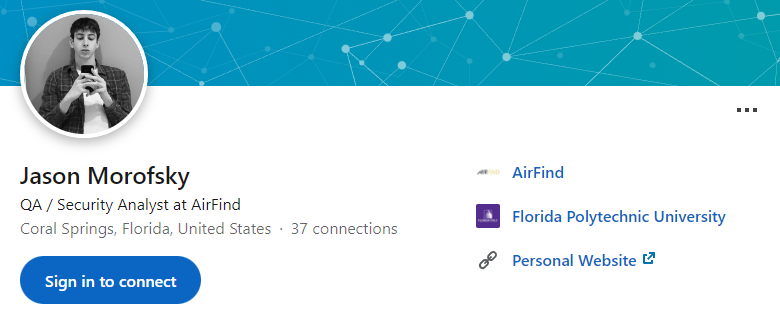 Jason Morofsky
QA / Security Analyst at AirFind
Coral Springs, Florida, United States · 37 connections
Sign in to connect
AirFind
Florida Polytechnic University
Personal Website